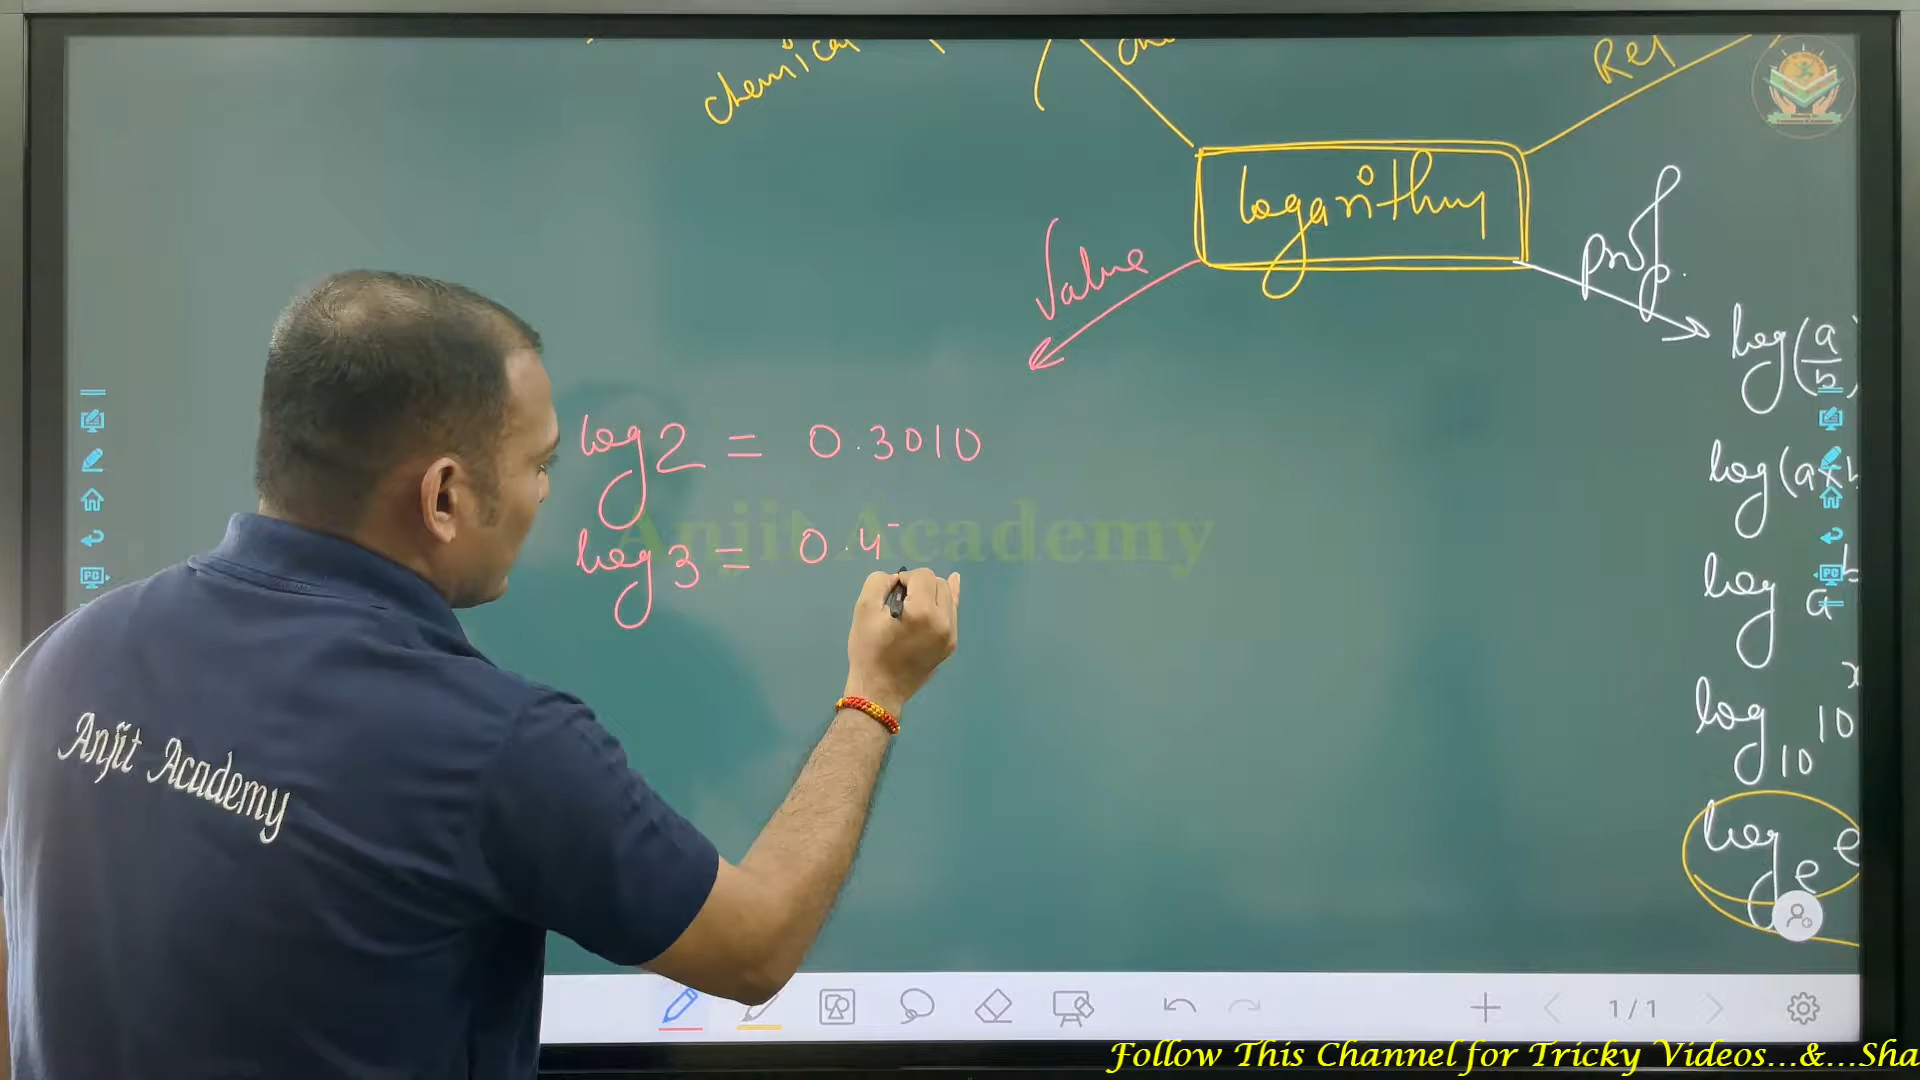 chemical
Rel
logarithm
Value
prop.
log(a/b)
log 2 = 0.3010
log(a×b
log 3 = 0.4
Anjit Academy
log a^b
log₁₀ 10^x
Anjit Academy
logₑ e
1/1
Follow This Channel for Tricky Videos...&...Sha